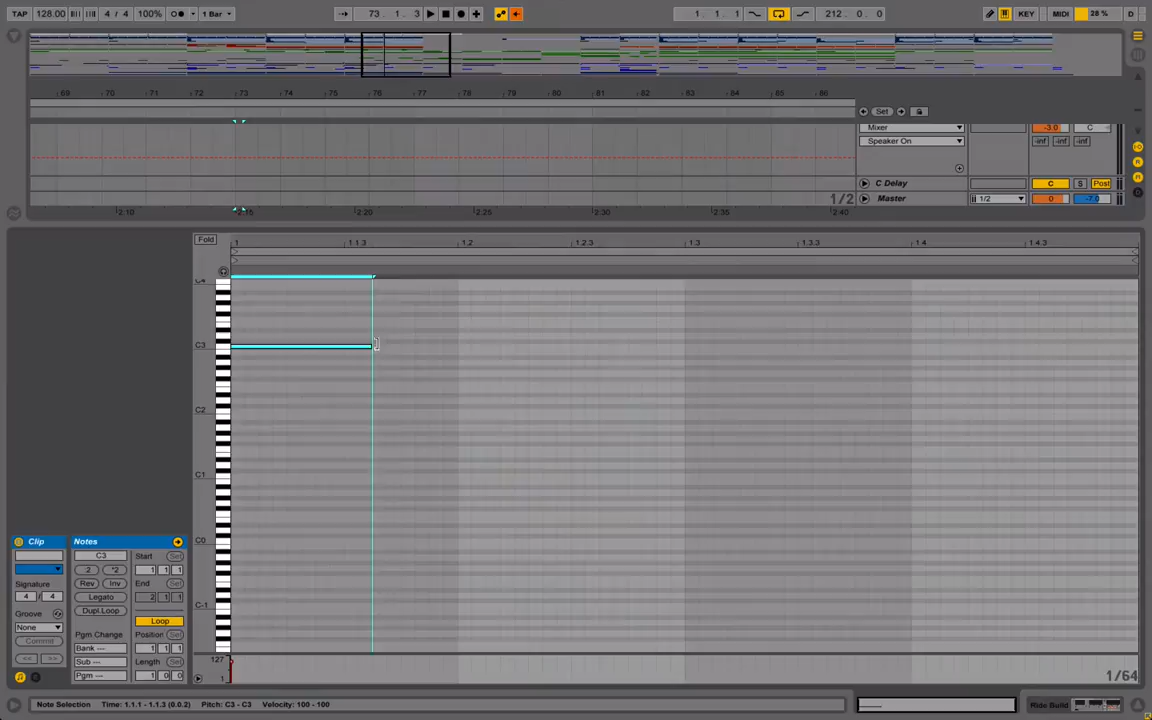 TAP 128.00 4 / 4 100% 1 Bar 73 . 1 . 3 1 . 1 . 1 212 . 0 . 0 KEY MIDI 28 % D
69 70 71 72 73 74 75 76 77 78 79 80 81 82 83 84 85 86
Set
Mixer -3.0 C
Speaker On -inf -inf -inf
C Delay C S Post
1/2
Master 1/2 0 -7.0
2:10 2:15 2:20 2:25 2:30 2:35 2:40
Fold 1 1.1.3 1.2 1.2.3 1.3 1.3.3 1.4 1.4.3
C4
C3
C2
C1
C0
C-1
127
1
1/64
Clip
Signature
4 / 4
Groove
None
Commit
<< >>
Notes
C3
:2 *2
Rev Inv
Legato
Dupl.Loop
Pgm Change
Bank ---
Sub ---
Pgm ---
Start Set
1 1 1
End Set
2 1 1
Loop
Position Set
1 1 1
Length Set
1 0 0
Note Selection Time: 1.1.1 - 1.1.3 (0.0.2) Pitch: C3 - C3 Velocity: 100 - 100
Ride Build